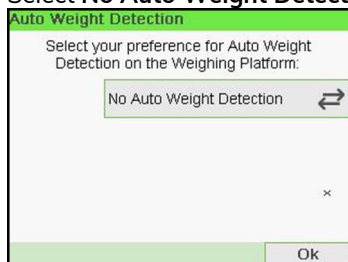 Select No Auto Weight Detect
Auto Weight Detection
Select your preference for Auto Weight
Detection on the Weighing Platform:
No Auto Weight Detection
×
Ok